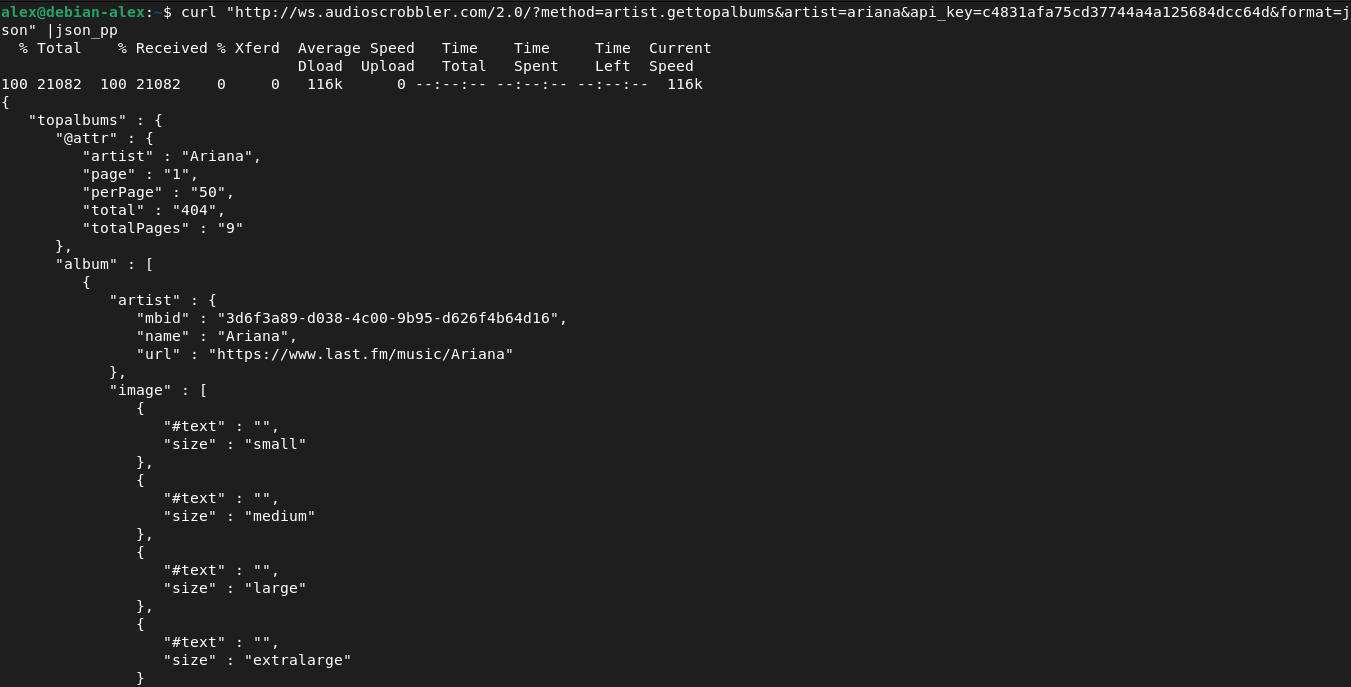 alex@debian-alex:~$ curl "http://ws.audioscrobbler.com/2.0/?method=artist.gettopalbums&artist=ariana&api_key=c4831afa75cd37744a4a125684dcc64d&format=j
son" |json_pp
  % Total    % Received % Xferd  Average Speed   Time    Time     Time  Current
                                 Dload  Upload   Total   Spent    Left  Speed
100 21082  100 21082    0     0   116k      0 --:--:-- --:--:-- --:--:--  116k
{
   "topalbums" : {
      "@attr" : {
         "artist" : "Ariana",
         "page" : "1",
         "perPage" : "50",
         "total" : "404",
         "totalPages" : "9"
      },
      "album" : [
         {
            "artist" : {
               "mbid" : "3d6f3a89-d038-4c00-9b95-d626f4b64d16",
               "name" : "Ariana",
               "url" : "https://www.last.fm/music/Ariana"
            },
            "image" : [
               {
                  "#text" : "",
                  "size" : "small"
               },
               {
                  "#text" : "",
                  "size" : "medium"
               },
               {
                  "#text" : "",
                  "size" : "large"
               },
               {
                  "#text" : "",
                  "size" : "extralarge"
               }